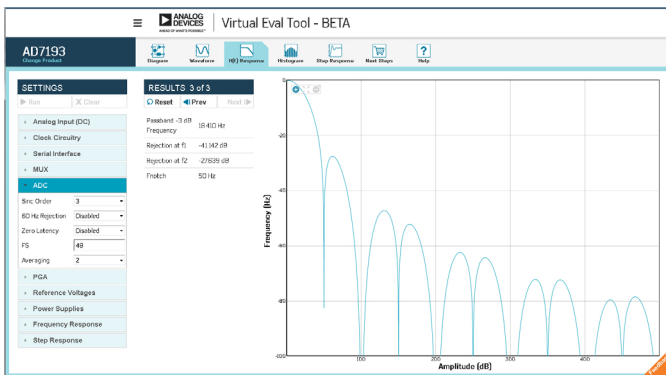 ANALOG DEVICES
AHEAD OF WHAT'S POSSIBLE™
Virtual Eval Tool - BETA
AD7193
Change Product
Diagram
Waveform
H(f) Response
Histogram
Step Response
Next Steps
Help
SETTINGS
Run
X Clear
Analog Input (DC)
Clock Circuitry
Serial Interface
MUX
ADC
Sinc Order 3
60 Hz Rejection Disabled
Zero Latency Disabled
FS 48
Averaging 2
PGA
Reference Voltages
Power Supplies
Frequency Response
Step Response
RESULTS 3 of 3
Reset
Prev
Next
Passband -3 dB Frequency 18.410 Hz
Rejection at f1 -41.142 dB
Rejection at f2 -27.639 dB
Fnotch 50 Hz
Frequency (Hz)
0
-20
-40
-60
-80
-100
100
200
300
400
Amplitude (dB)
Feedback